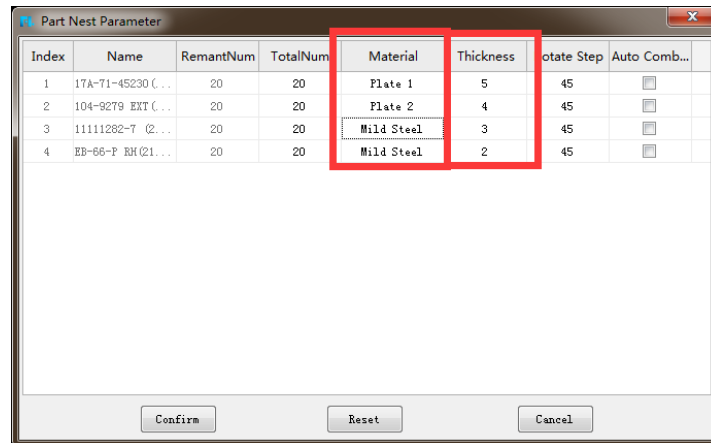 Part Nest Parameter
Index Name RemantNum TotalNum Material Thickness otate Step Auto Comb...
1 17A-71-45230(... 20 20 Plate 1 5 45
2 104-9279 EXT(... 20 20 Plate 2 4 45
3 11111282-7 (2... 20 20 Mild Steel 3 45
4 EB-66-P RH(21... 20 20 Mild Steel 2 45
Confirm Reset Cancel